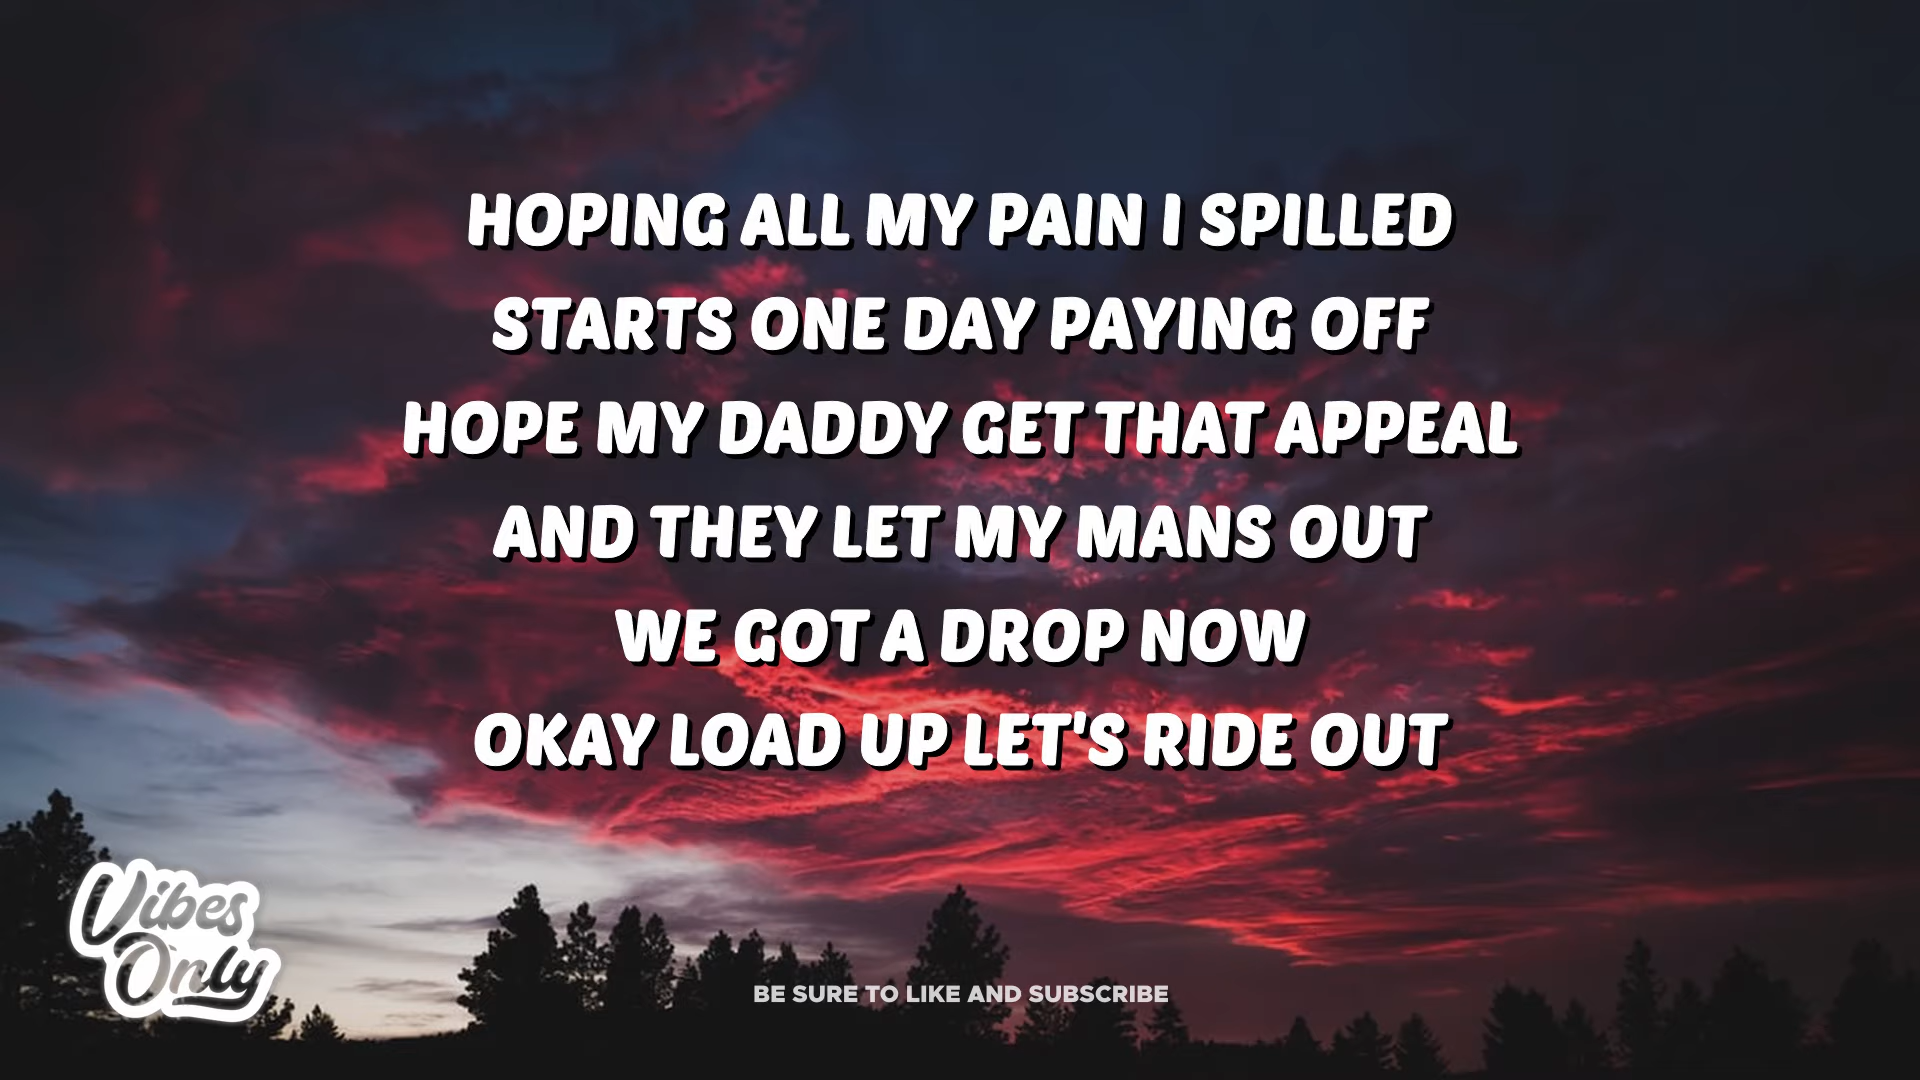 HOPING ALL MY PAIN I SPILLED
STARTS ONE DAY PAYING OFF
HOPE MY DADDY GET THAT APPEAL
AND THEY LET MY MANS OUT
WE GOT A DROP NOW
OKAY LOAD UP LET'S RIDE OUT
Vibes
Only
BE SURE TO LIKE AND SUBSCRIBE